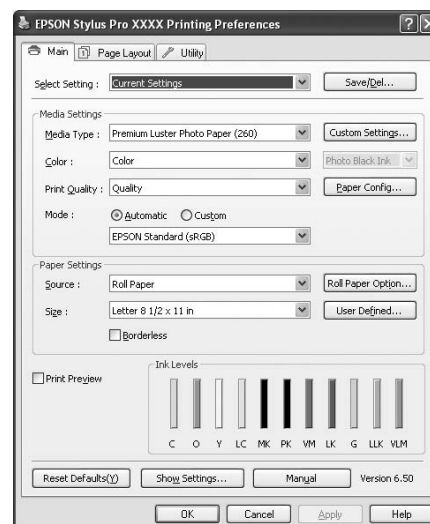 EPSON Stylus Pro XXXX Printing Preferences
Main Page Layout Utility
Select Setting : Current Settings Save/Del...
Media Settings
Media Type : Premium Luster Photo Paper (260) Custom Settings...
Color : Color Photo Black Ink
Print Quality : Quality Paper Config...
Mode : Automatic Custom
EPSON Standard (sRGB)
Paper Settings
Source : Roll Paper Roll Paper Option...
Size : Letter 8 1/2 x 11 in User Defined...
Borderless
Print Preview
Ink Levels
C O Y LC MK PK VM LK G LLK VLM
Reset Defaults(Y) Show Settings... Manual Version 6.50
OK Cancel Apply Help